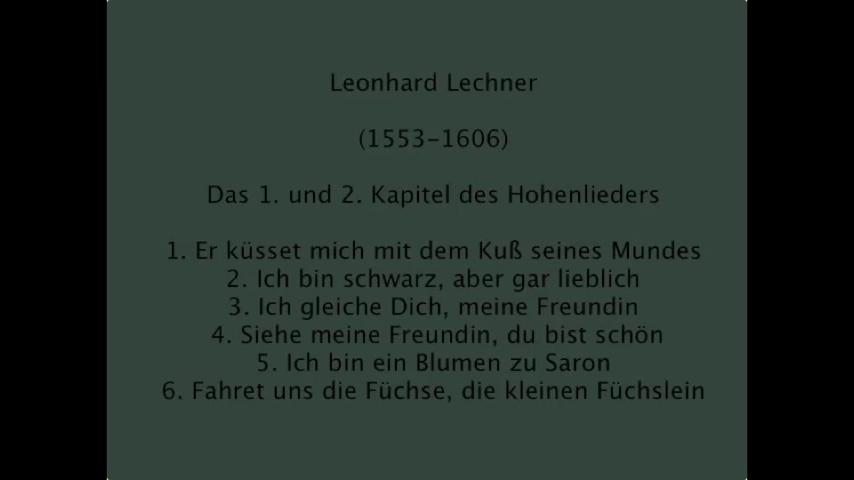 Leonhard Lechner
(1553-1606)
Das 1. und 2. Kapitel des Hohenlieders
1. Er küsset mich mit dem Kuß seines Mundes
2. Ich bin schwarz, aber gar lieblich
3. Ich gleiche Dich, meine Freundin
4. Siehe meine Freundin, du bist schön
5. Ich bin ein Blumen zu Saron
6. Fahret uns die Füchse, die kleinen Füchslein